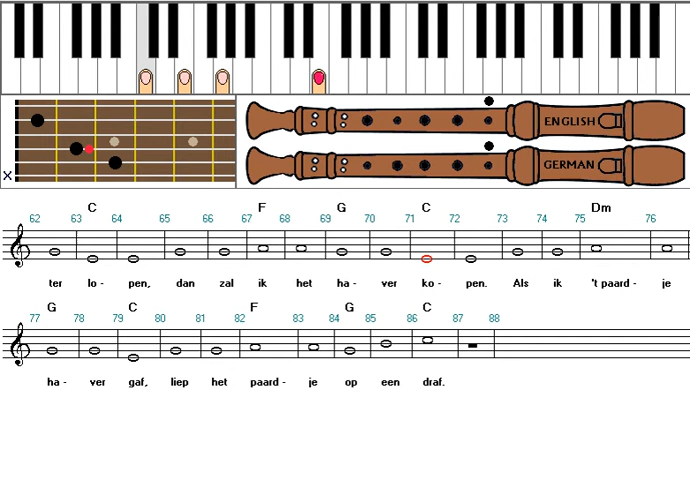 ENGLISH
GERMAN
X
C F G C Dm
62 63 64 65 66 67 68 69 70 71 72 73 74 75 76
ter lo- pen, dan zal ik het ha- ver ko- pen. Als ik 't paard- je
G C F G C
77 78 79 80 81 82 83 84 85 86 87 88
ha- ver gaf, liep het paard- je op een draf.